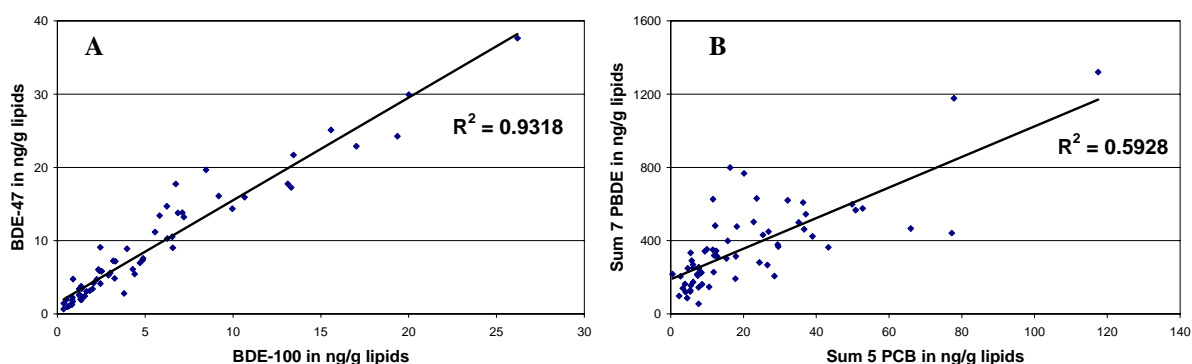 A
BDE-47 in ng/g lipids
40
30
20
10
0
R² = 0.9318
0 5 10 15 20 25 30
BDE-100 in ng/g lipids
B
Sum 7 PBDE in ng/g lipids
1600
1200
800
400
0
R² = 0.5928
0 20 40 60 80 100 120 140
Sum 5 PCB in ng/g lipids